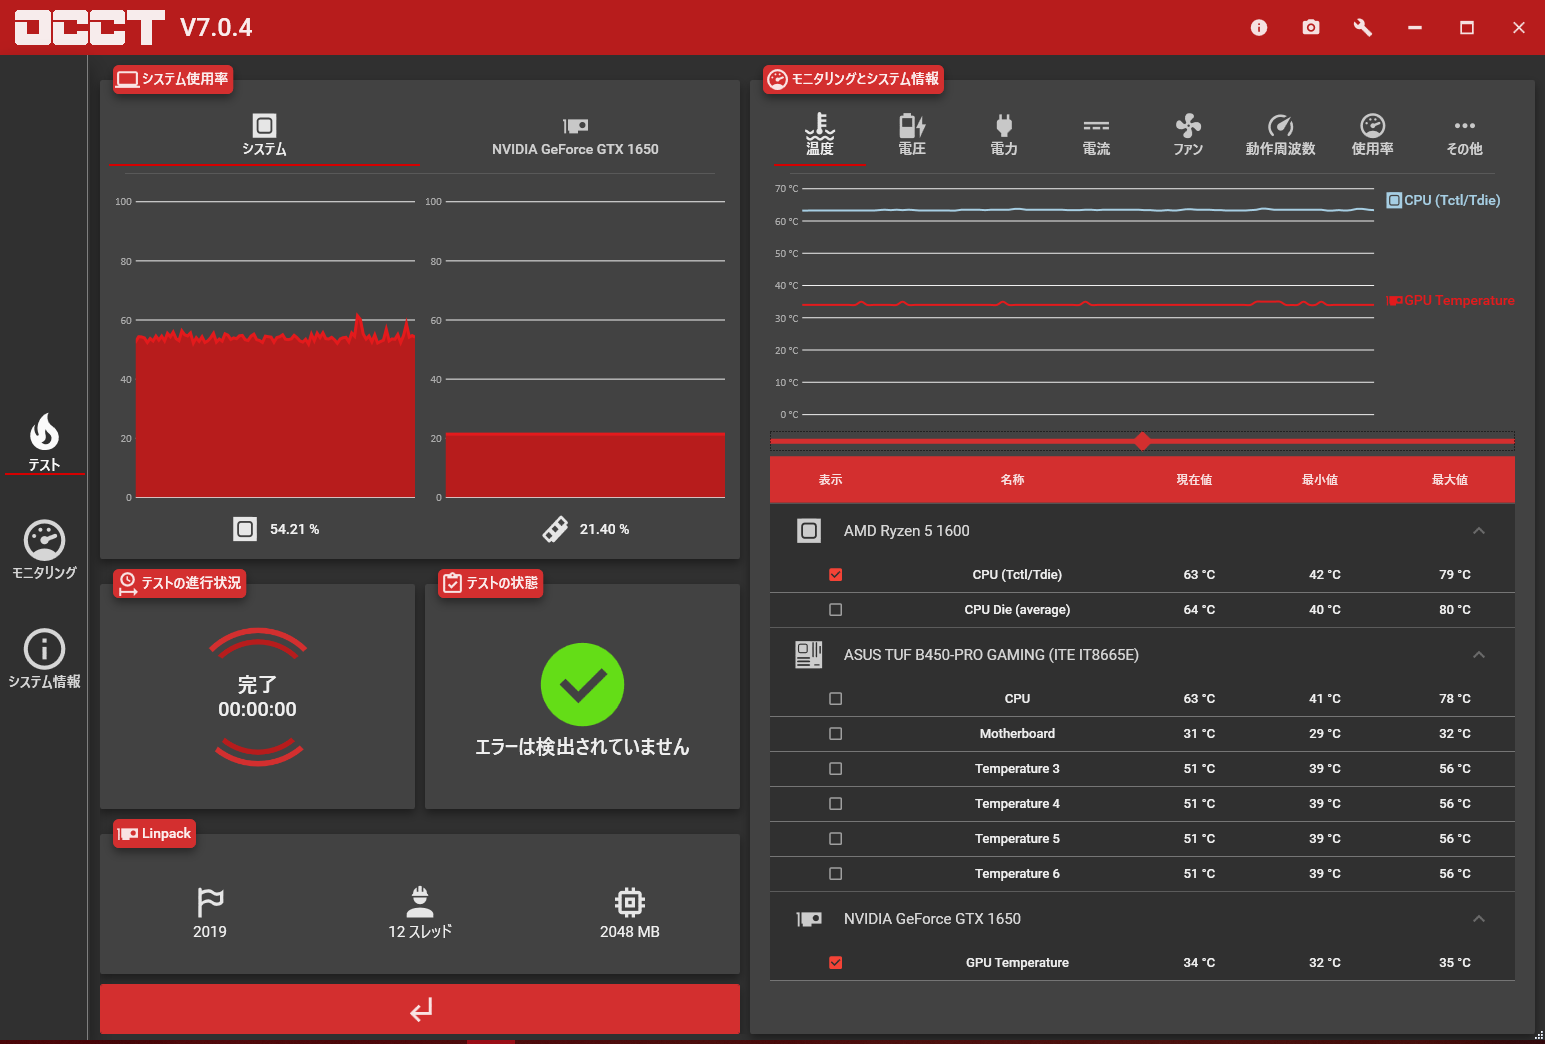 OCCT V7.0.4
システム使用率
システム
NVIDIA GeForce GTX 1650
100
80
60
40
20
0
100
80
60
40
20
0
54.21 %
21.40 %
テスト
モニタリング
システム情報
テストの進行状況
完了
00:00:00
テストの状態
エラーは検出されていません
Linpack
2019
12 スレッド
2048 MB
モニタリングとシステム情報
温度
電圧
電力
電流
ファン
動作周波数
使用率
その他
70 °C
60 °C
50 °C
40 °C
30 °C
20 °C
10 °C
0 °C
CPU (Tctl/Tdie)
GPU Temperature
表示 名称 現在値 最小値 最大値
AMD Ryzen 5 1600
CPU (Tctl/Tdie) 63 °C 42 °C 79 °C
CPU Die (average) 64 °C 40 °C 80 °C
ASUS TUF B450-PRO GAMING (ITE IT8665E)
CPU 63 °C 41 °C 78 °C
Motherboard 31 °C 29 °C 32 °C
Temperature 3 51 °C 39 °C 56 °C
Temperature 4 51 °C 39 °C 56 °C
Temperature 5 51 °C 39 °C 56 °C
Temperature 6 51 °C 39 °C 56 °C
NVIDIA GeForce GTX 1650
GPU Temperature 34 °C 32 °C 35 °C